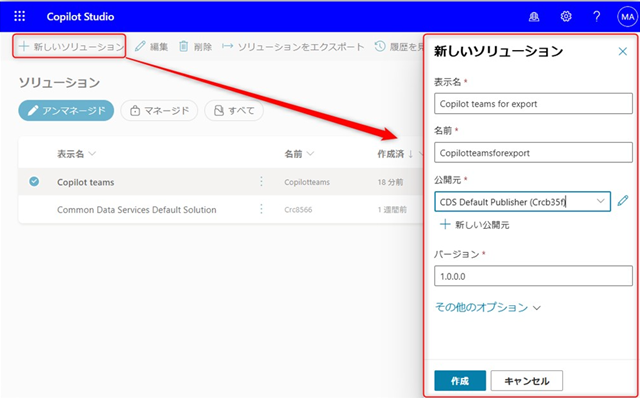 Copilot Studio
?
MA
新しいソリューション
編集
削除
ソリューションをエクスポート
履歴を見
ソリューション
アンマネージド
マネージド
すべて
表示名
名前
作成済 ↓
Copilot teams
Copilotteams
18 分前
Common Data Services Default Solution
Crc8566
1 週間前
新しいソリューション
表示名 *
Copilot teams for export
名前 *
Copilotteamsforexport
公開元 *
CDS Default Publisher (Crcb35f)
新しい公開元
バージョン *
1.0.0.0
その他のオプション
作成
キャンセル